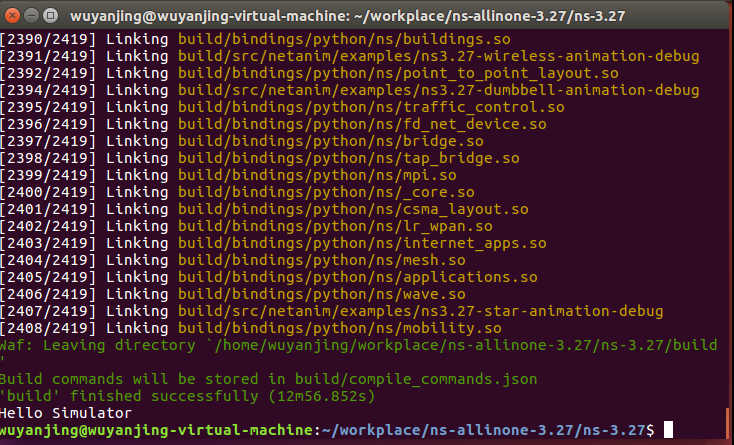 wuyanjing@wuyanjing-virtual-machine: ~/workplace/ns-allinone-3.27/ns-3.27
[2390/2419] Linking build/bindings/python/ns/buildings.so
[2391/2419] Linking build/src/netanim/examples/ns3.27-wireless-animation-debug
[2392/2419] Linking build/bindings/python/ns/point_to_point_layout.so
[2394/2419] Linking build/src/netanim/examples/ns3.27-dumbbell-animation-debug
[2395/2419] Linking build/bindings/python/ns/traffic_control.so
[2396/2419] Linking build/bindings/python/ns/fd_net_device.so
[2397/2419] Linking build/bindings/python/ns/bridge.so
[2398/2419] Linking build/bindings/python/ns/tap_bridge.so
[2399/2419] Linking build/bindings/python/ns/mpi.so
[2400/2419] Linking build/bindings/python/ns/_core.so
[2401/2419] Linking build/bindings/python/ns/csma_layout.so
[2402/2419] Linking build/bindings/python/ns/lr_wpan.so
[2403/2419] Linking build/bindings/python/ns/internet_apps.so
[2404/2419] Linking build/bindings/python/ns/mesh.so
[2405/2419] Linking build/bindings/python/ns/applications.so
[2406/2419] Linking build/bindings/python/ns/wave.so
[2407/2419] Linking build/src/netanim/examples/ns3.27-star-animation-debug
[2408/2419] Linking build/bindings/python/ns/mobility.so
Waf: Leaving directory `/home/wuyanjing/workplace/ns-allinone-3.27/ns-3.27/build
'
Build commands will be stored in build/compile_commands.json
'build' finished successfully (12m56.852s)
Hello Simulator
wuyanjing@wuyanjing-virtual-machine:~/workplace/ns-allinone-3.27/ns-3.27$